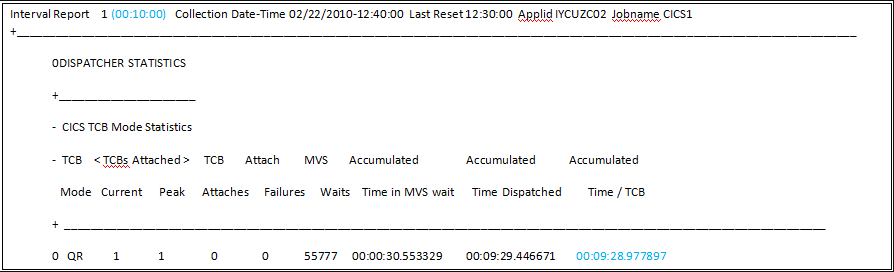 Interval Report 1 (00:10:00) Collection Date-Time 02/22/2010-12:40:00 Last Reset 12:30:00 Applid IYCUZC02 Jobname CICS1
+
0DISPATCHER STATISTICS
+
- CICS TCB Mode Statistics
- TCB < TCBs Attached > TCB Attach MVS Accumulated Accumulated Accumulated
Mode Current Peak Attaches Failures Waits Time in MVS wait Time Dispatched Time / TCB
+
0 QR 1 1 0 0 55777 00:00:30.553329 00:09:29.446671 00:09:28.977897